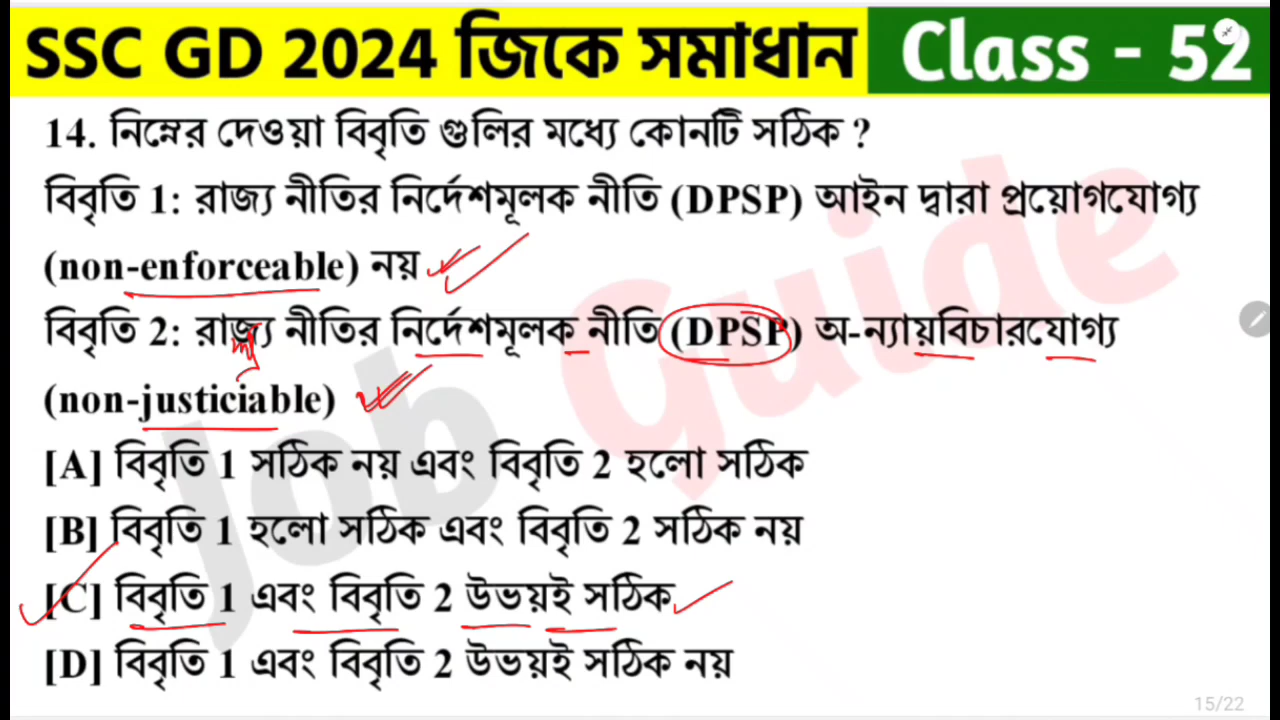 SSC GD 2024 জিকে সমাধান Class - 52
14. নিম্নের দেওয়া বিবৃতি গুলির মধ্যে কোনটি সঠিক ?
বিবৃতি 1: রাজ্য নীতির নির্দেশমূলক নীতি (DPSP) আইন দ্বারা প্রয়োগযোগ্য
(non-enforceable) নয়
বিবৃতি 2: রাজ্য নীতির নির্দেশমূলক নীতি (DPSP) অ-ন্যায়বিচারযোগ্য
(non-justiciable)
[A] বিবৃতি 1 সঠিক নয় এবং বিবৃতি 2 হলো সঠিক
[B] বিবৃতি 1 হলো সঠিক এবং বিবৃতি 2 সঠিক নয়
[C] বিবৃতি 1 এবং বিবৃতি 2 উভয়ই সঠিক
[D] বিবৃতি 1 এবং বিবৃতি 2 উভয়ই সঠিক নয়
Job Guide
15/22